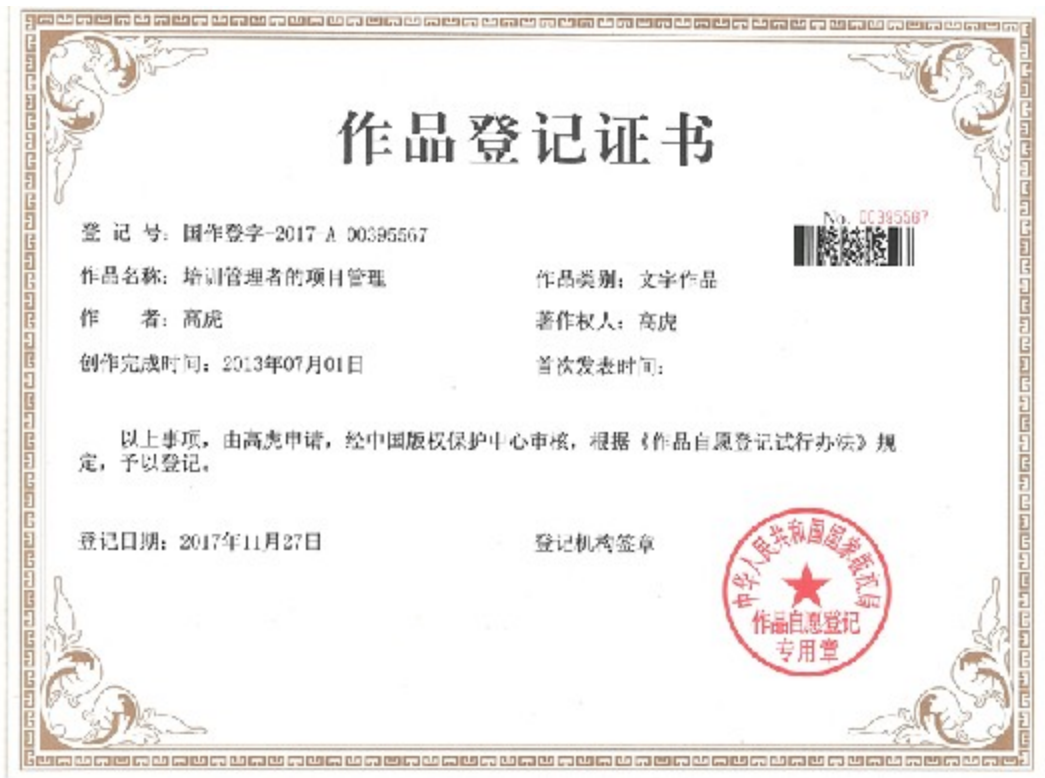 作品登记证书
No. 00395567
登 记 号：国作登字-2017-A-00395567
作品名称：培训管理者的项目管理 作品类别：文字作品
作 者：高虎 著作权人：高虎
创作完成时间：2013年07月01日 首次发表时间：
以上事项，由高虎申请，经中国版权保护中心审核，根据《作品自愿登记试行办法》规
定，予以登记。
登记日期：2017年11月27日 登记机构签章
中华人民共和国国家版权局
作品自愿登记
专用章